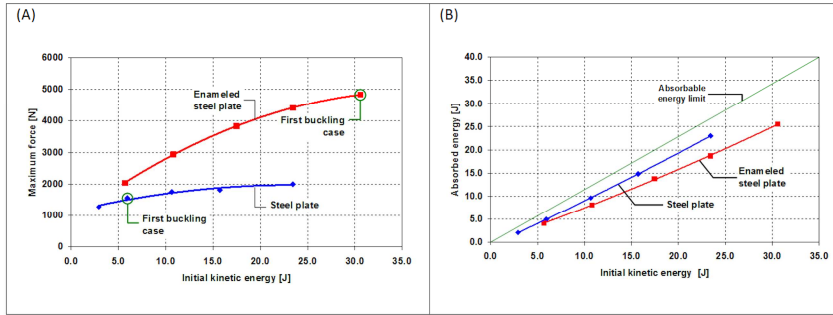 (A)
6000
5000
4000
3000
2000
1000
0
Maximum force [N]
Enameled
steel plate
First buckling
case
First buckling
case
Steel plate
0.0 5.0 10.0 15.0 20.0 25.0 30.0 35.0
Initial kinetic energy [J]
(B)
40.0
35.0
30.0
25.0
20.0
15.0
10.0
5.0
0.0
Absorbed energy [J]
Absorbable
energy limit
Enameled
steel plate
Steel plate
0.0 5.0 10.0 15.0 20.0 25.0 30.0 35.0
Initial kinetic energy [J]